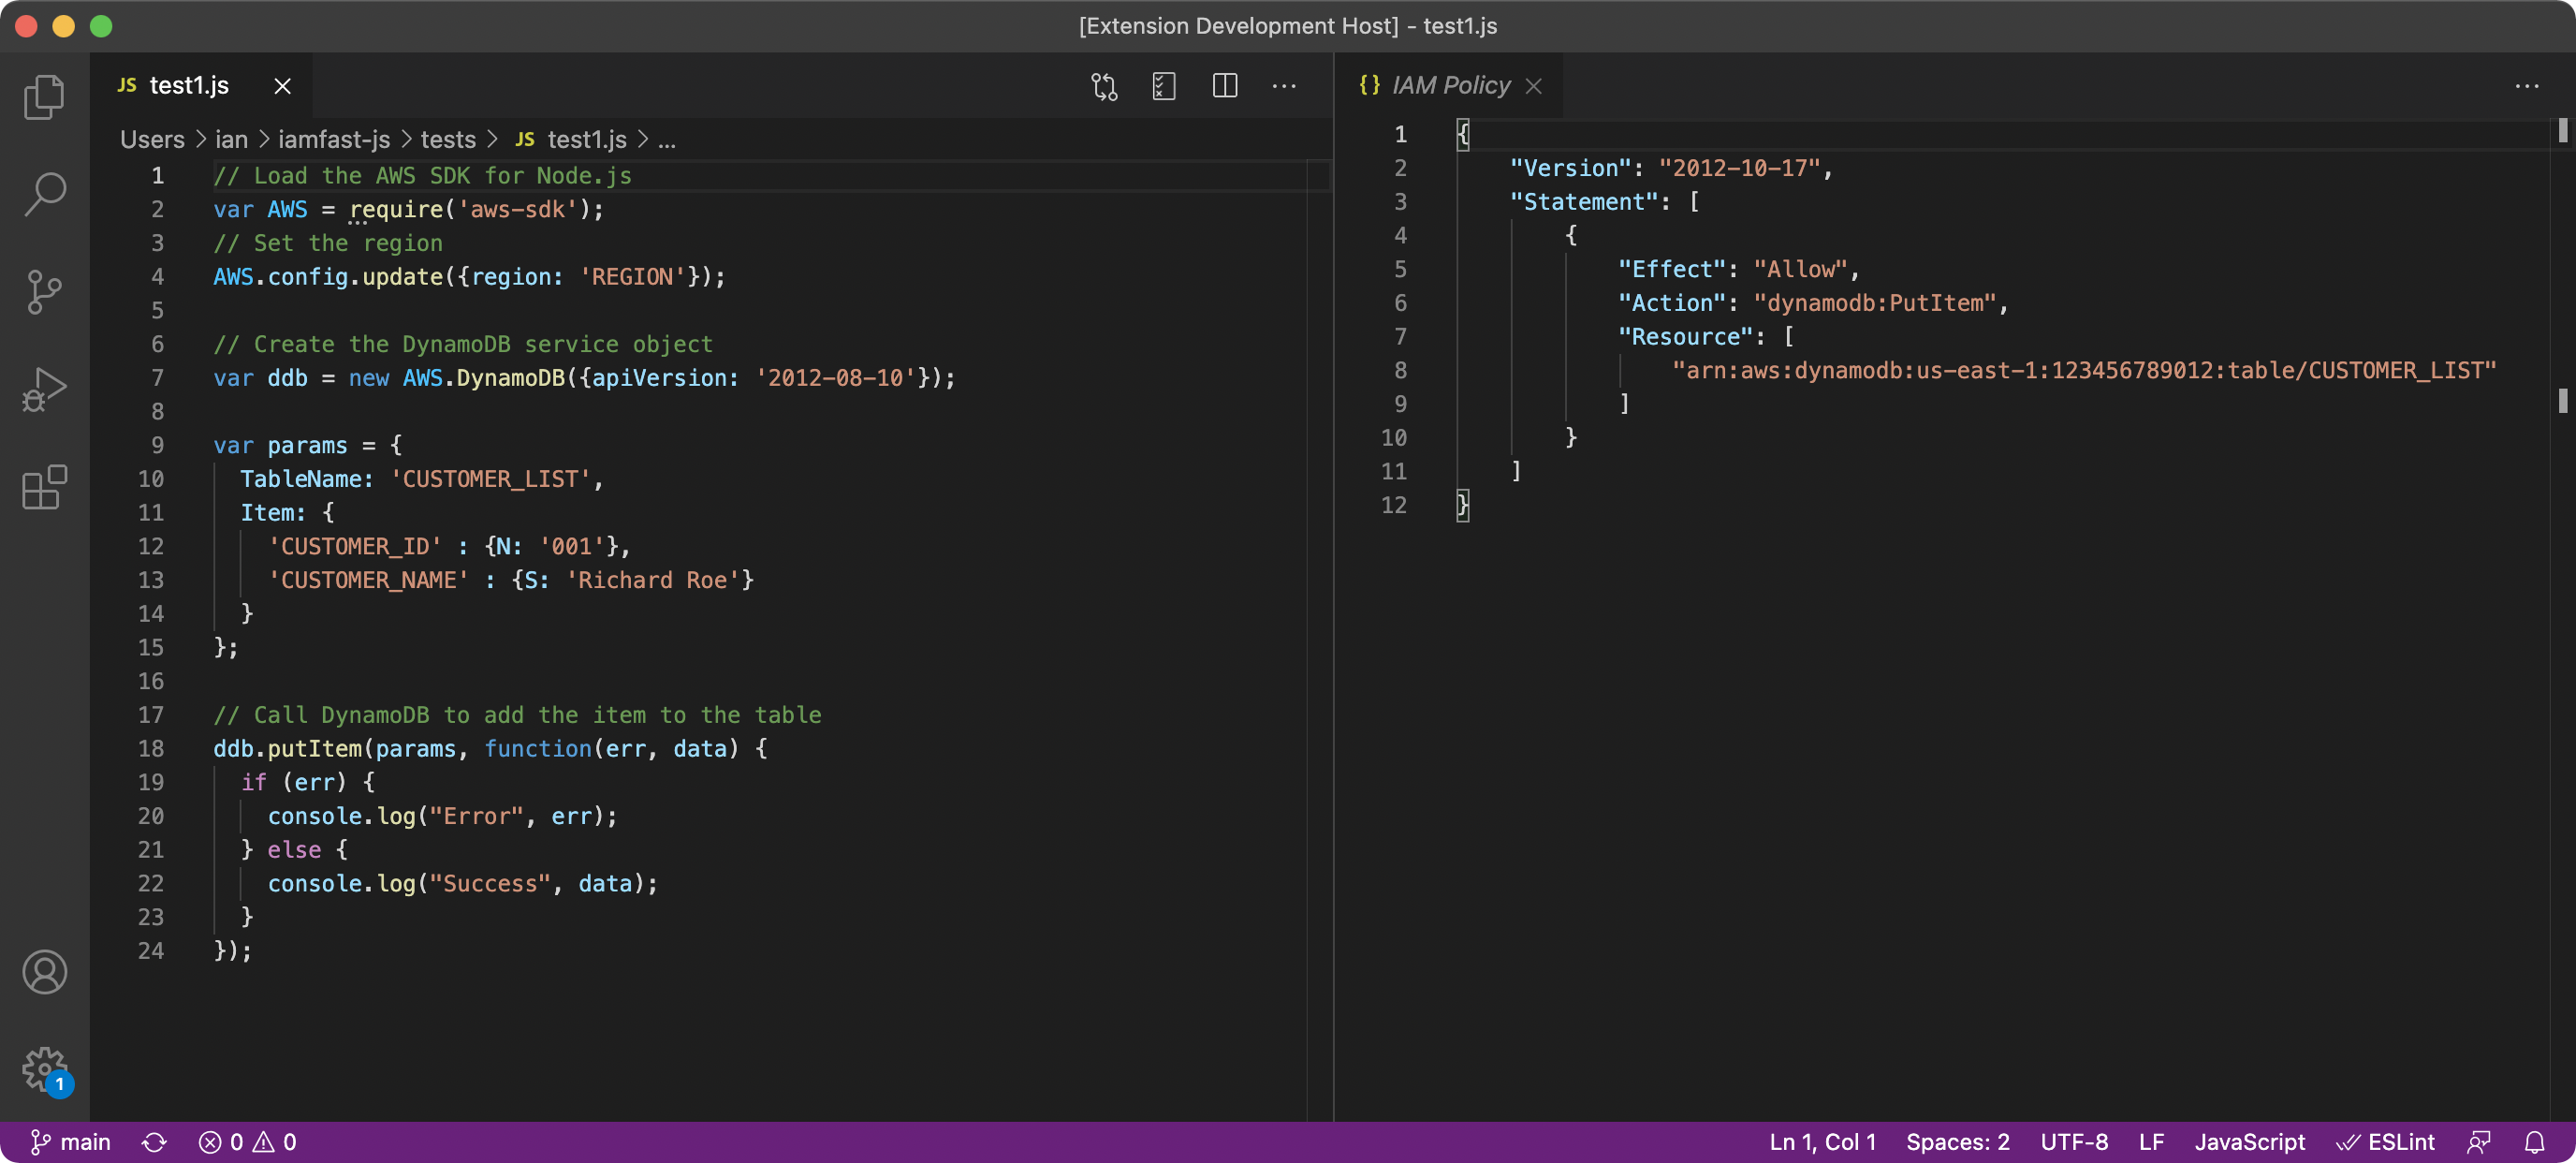 [Extension Development Host] - test1.js
JS test1.js
Users > ian > iamfast-js > tests > JS test1.js > ...
1 // Load the AWS SDK for Node.js
2 var AWS = require('aws-sdk');
3 // Set the region
4 AWS.config.update({region: 'REGION'});
5
6 // Create the DynamoDB service object
7 var ddb = new AWS.DynamoDB({apiVersion: '2012-08-10'});
8
9 var params = {
10   TableName: 'CUSTOMER_LIST',
11   Item: {
12     'CUSTOMER_ID' : {N: '001'},
13     'CUSTOMER_NAME' : {S: 'Richard Roe'}
14   }
15 };
16
17 // Call DynamoDB to add the item to the table
18 ddb.putItem(params, function(err, data) {
19   if (err) {
20     console.log("Error", err);
21   } else {
22     console.log("Success", data);
23   }
24 });
{} IAM Policy
1 {
2     "Version": "2012-10-17",
3     "Statement": [
4         {
5             "Effect": "Allow",
6             "Action": "dynamodb:PutItem",
7             "Resource": [
8                 "arn:aws:dynamodb:us-east-1:123456789012:table/CUSTOMER_LIST"
9             ]
10         }
11     ]
12 }
1
main 0 0 Ln 1, Col 1 Spaces: 2 UTF-8 LF JavaScript ESLint